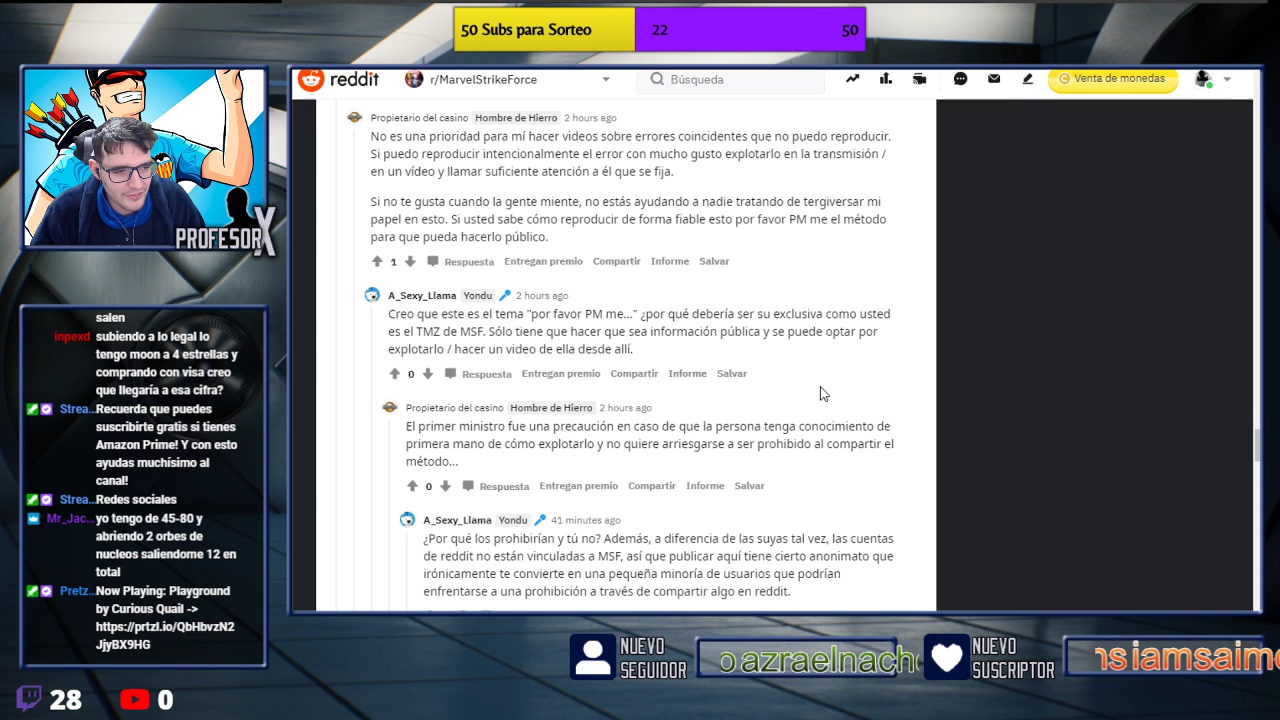 50 Subs para Sorteo
22
50
reddit
r/MarvelStrikeForce
Búsqueda
Venta de monedas
PROFESOR X
Propietario del casino Hombre de Hierro 2 hours ago
No es una prioridad para mí hacer videos sobre errores coincidentes que no puedo reproducir.
Si puedo reproducir intencionalmente el error con mucho gusto explotarlo en la transmisión /
en un vídeo y llamar suficiente atención a él que se fija.
Si no te gusta cuando la gente miente, no estás ayudando a nadie tratando de tergiversar mi
papel en esto. Si usted sabe cómo reproducir de forma fiable esto por favor PM me el método
para que pueda hacerlo público.
1 Respuesta Entregan premio Compartir Informe Salvar
A_Sexy_Llama Yondu 2 hours ago
Creo que este es el tema "por favor PM me..." ¿por qué debería ser su exclusiva como usted
es el TMZ de MSF. Sólo tiene que hacer que sea información pública y se puede optar por
explotarlo / hacer un video de ella desde allí.
0 Respuesta Entregan premio Compartir Informe Salvar
Propietario del casino Hombre de Hierro 2 hours ago
El primer ministro fue una precaución en caso de que la persona tenga conocimiento de
primera mano de cómo explotarlo y no quiere arriesgarse a ser prohibido al compartir el
método...
0 Respuesta Entregan premio Compartir Informe Salvar
A_Sexy_Llama Yondu 41 minutes ago
¿Por qué los prohibirían y tú no? Además, a diferencia de las suyas tal vez, las cuentas
de reddit no están vinculadas a MSF, así que publicar aquí tiene cierto anonimato que
irónicamente te convierte en una pequeña minoría de usuarios que podrían
enfrentarse a una prohibición a través de compartir algo en reddit.
salen
inpexd subiendo a lo legal lo
tengo moon a 4 estrellas y
comprando con visa creo
que llegaría a esa cifra?
Strea... Recuerda que puedes
suscribirte gratis si tienes
Amazon Prime! Y con esto
ayudas muchísimo al
canal!
Strea... Redes sociales
Mr_Jac... yo tengo de 45-80 y
abriendo 2 orbes de
nucleos saliendome 12 en
total
Pretz... Now Playing: Playground
by Curious Quail ->
https://prtzl.io/QbHbvzN2
JjyBX9HG
28
0
NUEVO
SEGUIDOR
o azraelnacho
NUEVO
SUSCRIPTOR
iamsaim